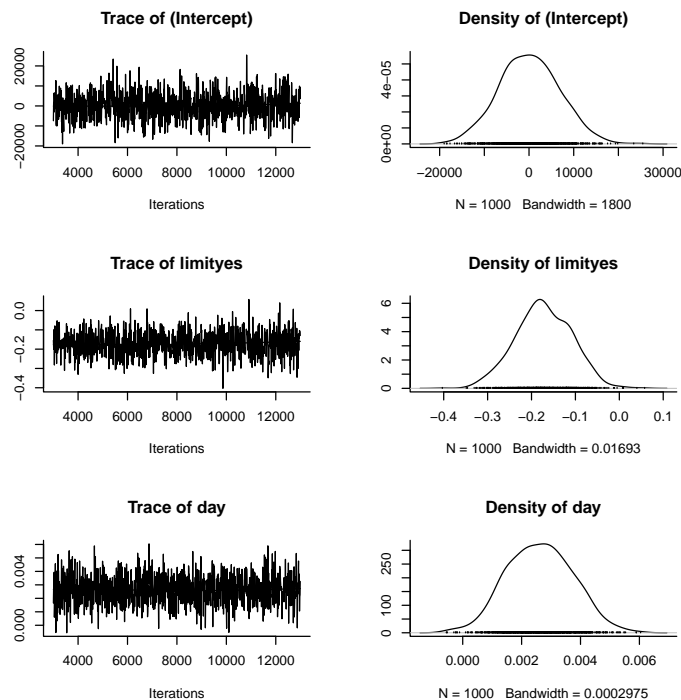 Trace of (Intercept)
20000
0
−20000
4000 6000 8000 10000 12000
Iterations
Density of (Intercept)
4e−05
0e+00
−20000 0 10000 30000
N = 1000 Bandwidth = 1800
Trace of limityes
0.0
−0.2
−0.4
4000 6000 8000 10000 12000
Iterations
Density of limityes
6
4
2
0
−0.4 −0.3 −0.2 −0.1 0.0 0.1
N = 1000 Bandwidth = 0.01693
Trace of day
0.004
0.000
4000 6000 8000 10000 12000
Iterations
Density of day
250
100
0
0.000 0.002 0.004 0.006
N = 1000 Bandwidth = 0.0002975